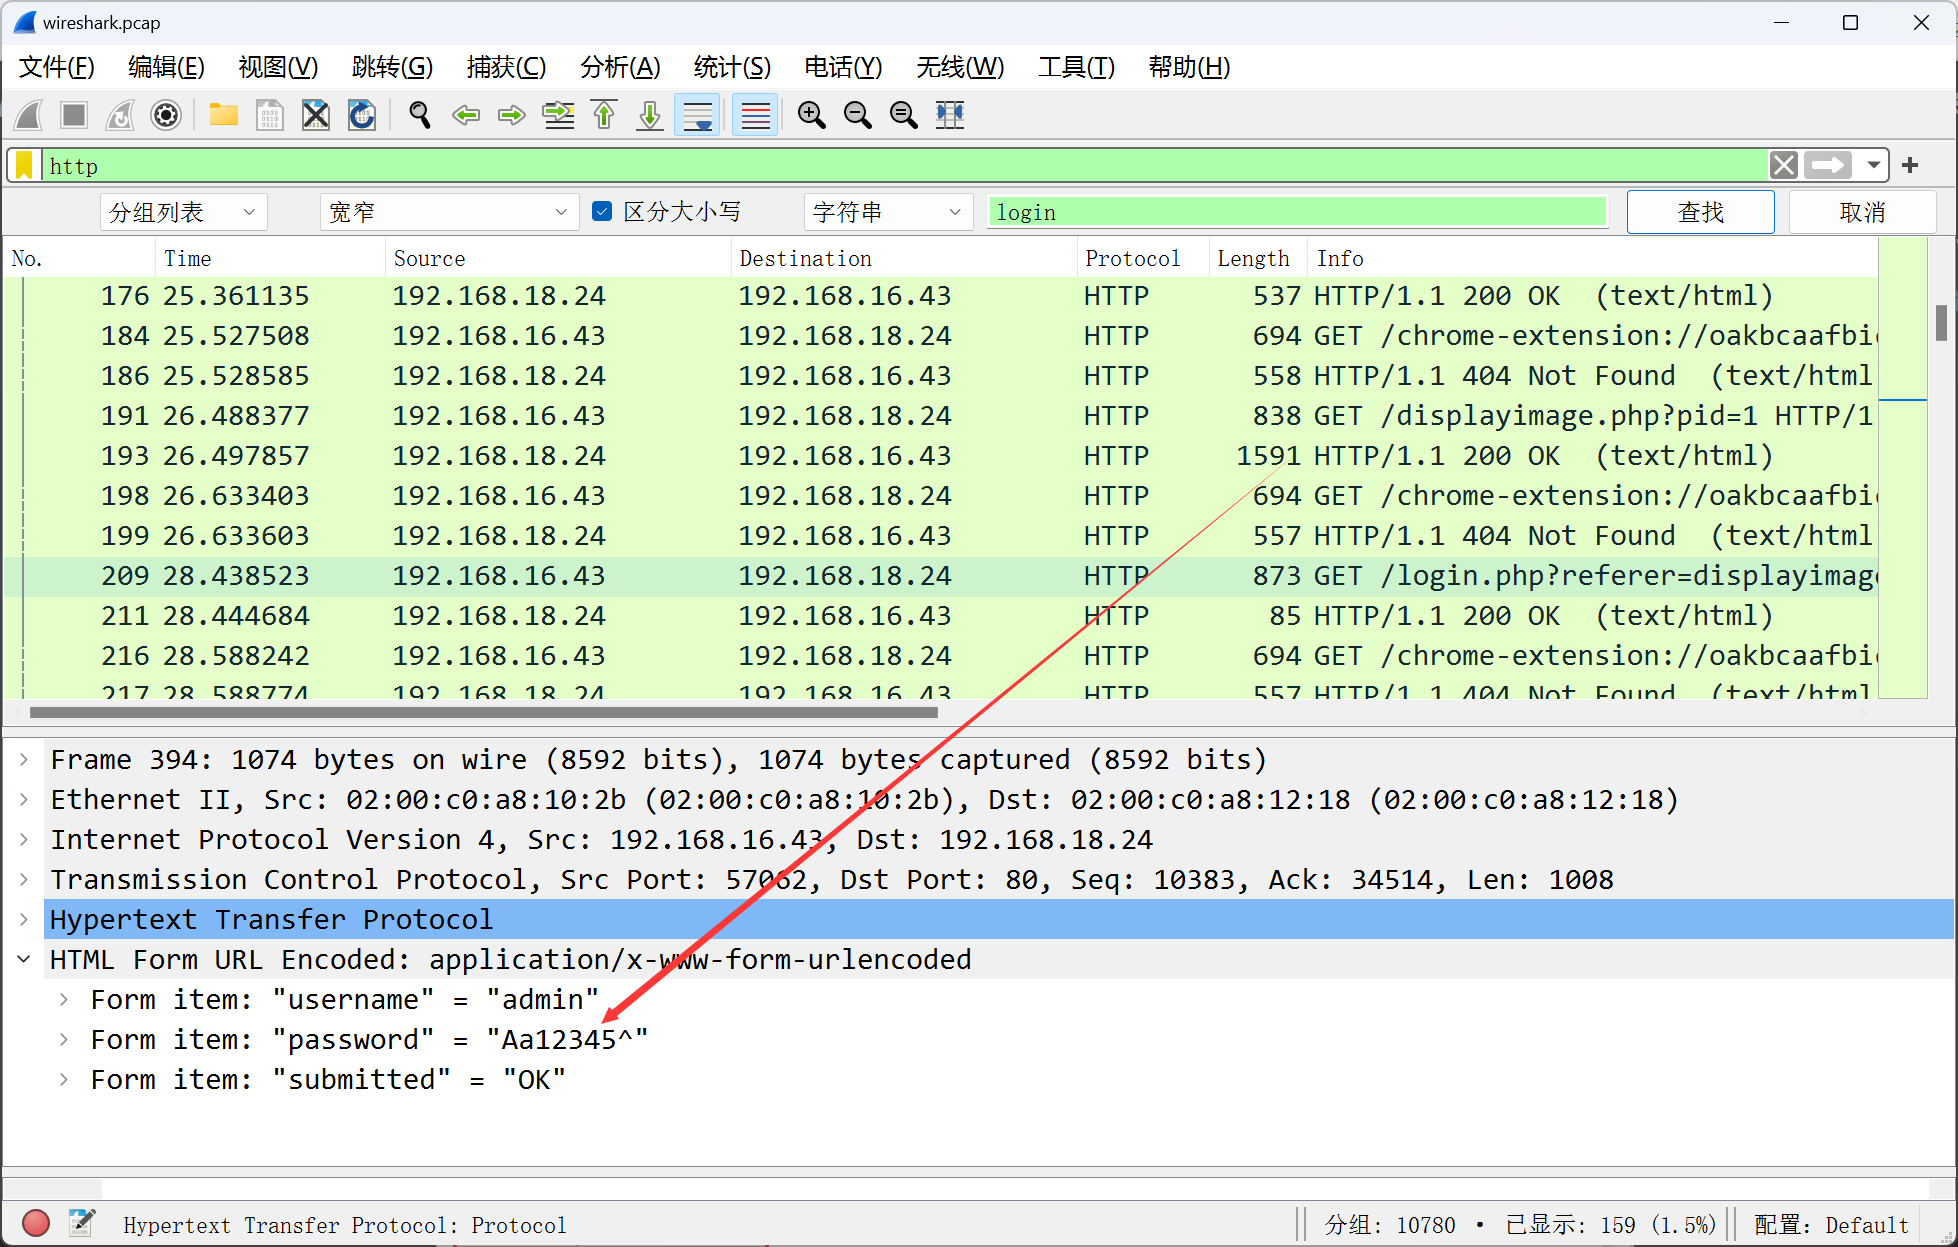 wireshark.pcap
文件(F) 编辑(E) 视图(V) 跳转(G) 捕获(C) 分析(A) 统计(S) 电话(Y) 无线(W) 工具(T) 帮助(H)
http
分组列表 宽窄 区分大小写 字符串 login 查找 取消
No. Time Source Destination Protocol Length Info
176 25.361135 192.168.18.24 192.168.16.43 HTTP 537 HTTP/1.1 200 OK (text/html)
184 25.527508 192.168.16.43 192.168.18.24 HTTP 694 GET /chrome-extension://oakbcaafbi
186 25.528585 192.168.18.24 192.168.16.43 HTTP 558 HTTP/1.1 404 Not Found (text/html
191 26.488377 192.168.16.43 192.168.18.24 HTTP 838 GET /displayimage.php?pid=1 HTTP/1
193 26.497857 192.168.18.24 192.168.16.43 HTTP 1591 HTTP/1.1 200 OK (text/html)
198 26.633403 192.168.16.43 192.168.18.24 HTTP 694 GET /chrome-extension://oakbcaafbi
199 26.633603 192.168.18.24 192.168.16.43 HTTP 557 HTTP/1.1 404 Not Found (text/html
209 28.438523 192.168.16.43 192.168.18.24 HTTP 873 GET /login.php?referer=displayimag
211 28.444684 192.168.18.24 192.168.16.43 HTTP 85 HTTP/1.1 200 OK (text/html)
216 28.588242 192.168.16.43 192.168.18.24 HTTP 694 GET /chrome-extension://oakbcaafbi
217 28.588774 192.168.18.24 192.168.16.43 HTTP 557 HTTP/1.1 404 Not Found (text/html
Frame 394: 1074 bytes on wire (8592 bits), 1074 bytes captured (8592 bits)
Ethernet II, Src: 02:00:c0:a8:10:2b (02:00:c0:a8:10:2b), Dst: 02:00:c0:a8:12:18 (02:00:c0:a8:12:18)
Internet Protocol Version 4, Src: 192.168.16.43, Dst: 192.168.18.24
Transmission Control Protocol, Src Port: 57062, Dst Port: 80, Seq: 10383, Ack: 34514, Len: 1008
Hypertext Transfer Protocol
HTML Form URL Encoded: application/x-www-form-urlencoded
Form item: "username" = "admin"
Form item: "password" = "Aa12345^"
Form item: "submitted" = "OK"
Hypertext Transfer Protocol: Protocol 分组: 10780 • 已显示: 159 (1.5%) 配置: Default